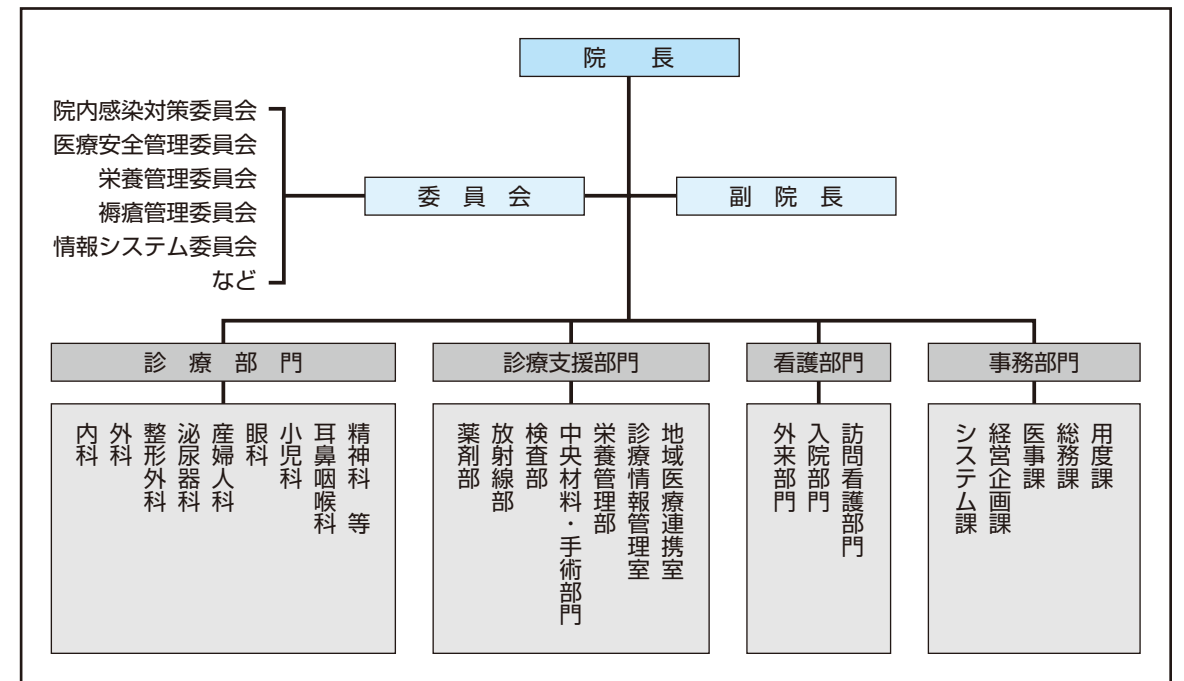 院　長
院内感染対策委員会
医療安全管理委員会
栄養管理委員会
褥瘡管理委員会
情報システム委員会
など
委　員　会
副　院　長
診　療　部　門
内科
外科
整形外科
泌尿器科
産婦人科
眼科
小児科
耳鼻咽喉科
精神科　等
診療支援部門
薬剤部
放射線部
検査部
中央材料・手術部門
栄養管理部
診療情報管理室
地域医療連携室
看護部門
外来部門
入院部門
訪問看護部門
事務部門
システム課
経営企画課
医事課
総務課
用度課